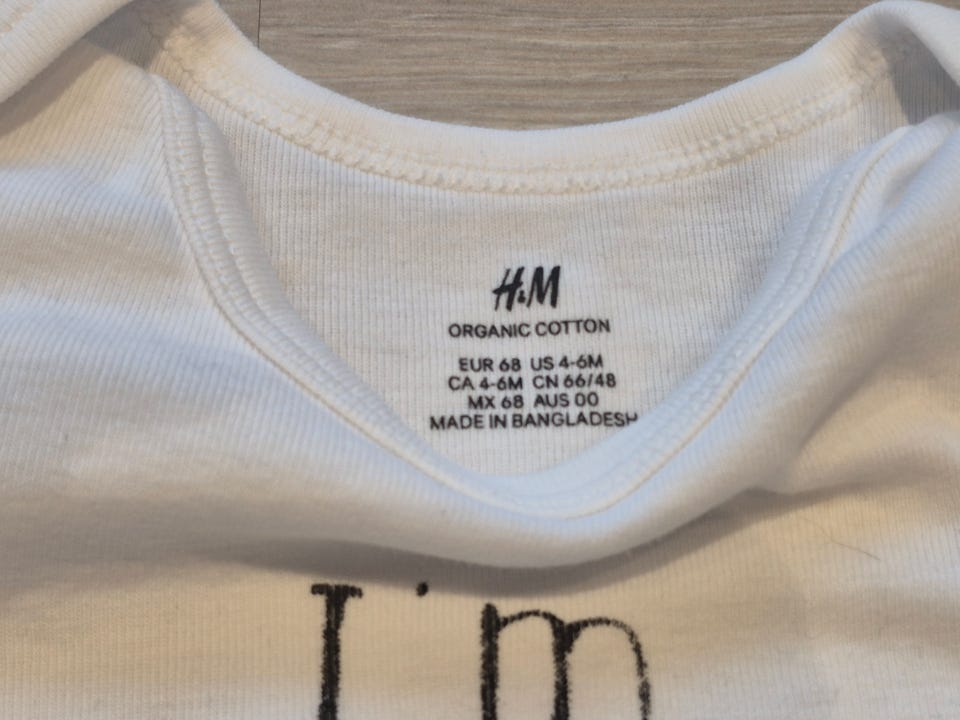 H&M
ORGANIC COTTON
EUR 68 US 4-6M
CA 4-6M CN 66/48
MX 68 AUS 00
MADE IN BANGLADESH
I'm